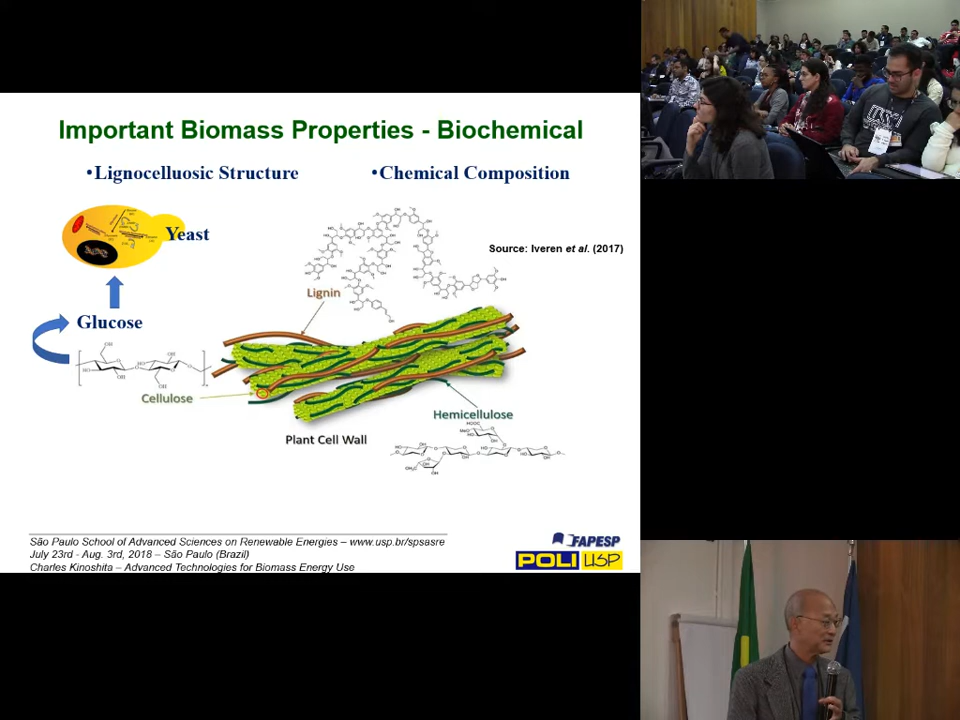 Important Biomass Properties - Biochemical
•Lignocelluosic Structure
•Chemical Composition
Yeast
Source: Iveren et al. (2017)
Lignin
Glucose
Cellulose
Hemicellulose
Plant Cell Wall
São Paulo School of Advanced Sciences on Renewable Energies – www.usp.br/spsasre
July 23rd - Aug. 3rd, 2018 – São Paulo (Brazil)
Charles Kinoshita – Advanced Technologies for Biomass Energy Use
FAPESP
POLI USP